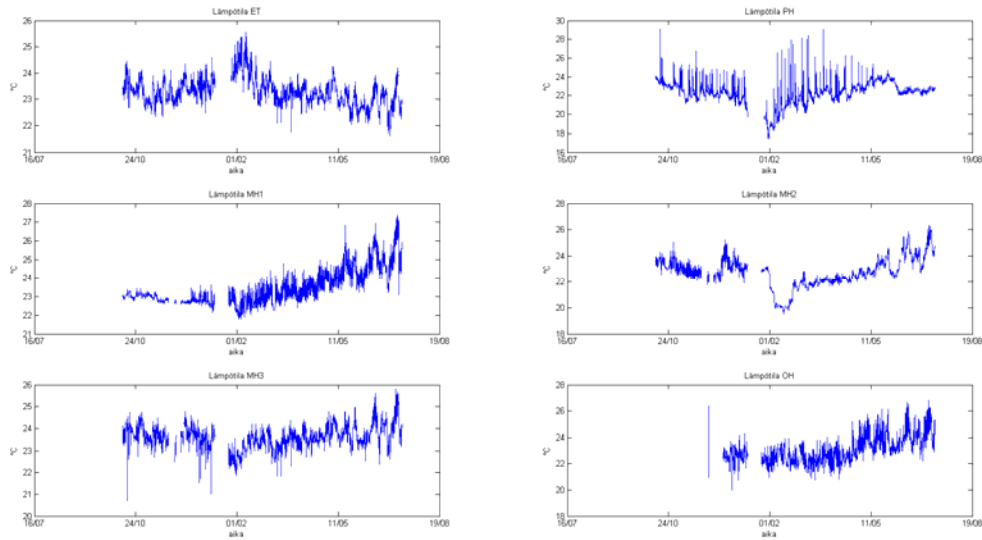 Lämpötila ET
26
25
24
23
22
21
°C
16/07 24/10 01/02 11/05 19/08
aika
Lämpötila PH
30
28
26
24
22
20
18
16
°C
16/07 24/10 01/02 11/05 19/08
aika
Lämpötila MH1
28
27
26
25
24
23
22
21
°C
16/07 24/10 01/02 11/05 19/08
aika
Lämpötila MH2
28
26
24
22
20
18
°C
16/07 24/10 01/02 11/05 19/08
aika
Lämpötila MH3
26
25
24
23
22
21
20
°C
16/07 24/10 01/02 11/05 19/08
aika
Lämpötila OH
28
26
24
22
20
18
°C
16/07 24/10 01/02 11/05 19/08
aika